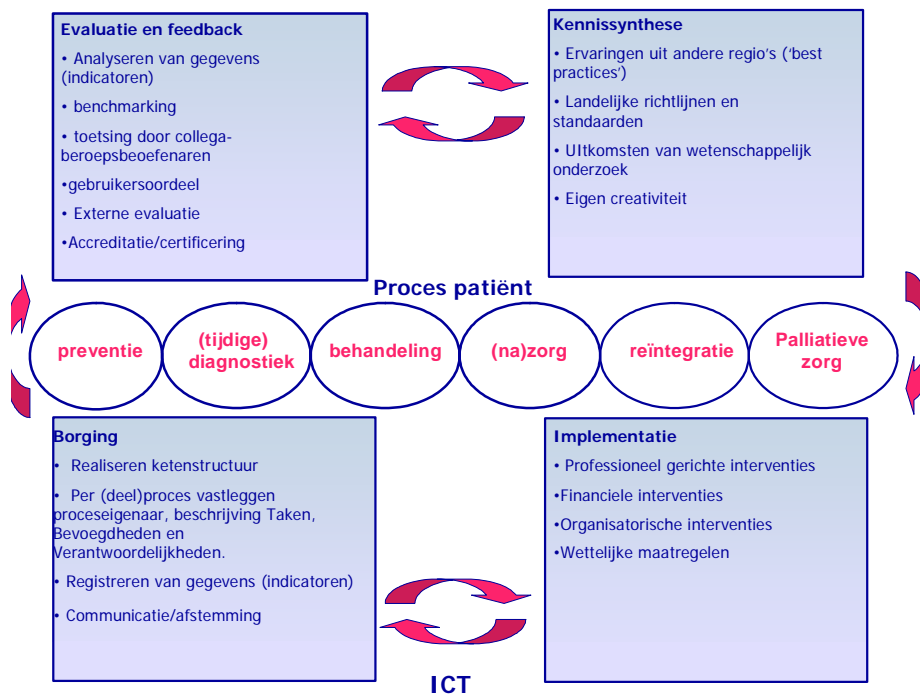 Evaluatie en feedback
• Analyseren van gegevens
(indicatoren)
• benchmarking
• toetsing door collega-
beroepsbeoefenaren
•gebruikersoordeel
• Externe evaluatie
•Accreditatie/certificering
Kennissynthese
• Ervaringen uit andere regio's ('best
practices')
• Landelijke richtlijnen en
standaarden
• UItkomsten van wetenschappelijk
onderzoek
• Eigen creativiteit
Proces patiënt
preventie
(tijdige)
diagnostiek
behandeling
(na)zorg
reïntegratie
Palliatieve
zorg
Borging
• Realiseren ketenstructuur
• Per (deel)proces vastleggen
proceseigenaar, beschrijving Taken,
Bevoegdheden en
Verantwoordelijkheden.
• Registreren van gegevens (indicatoren)
• Communicatie/afstemming
Implementatie
• Professioneel gerichte interventies
•Financiele interventies
•Organisatorische interventies
•Wettelijke maatregelen
ICT